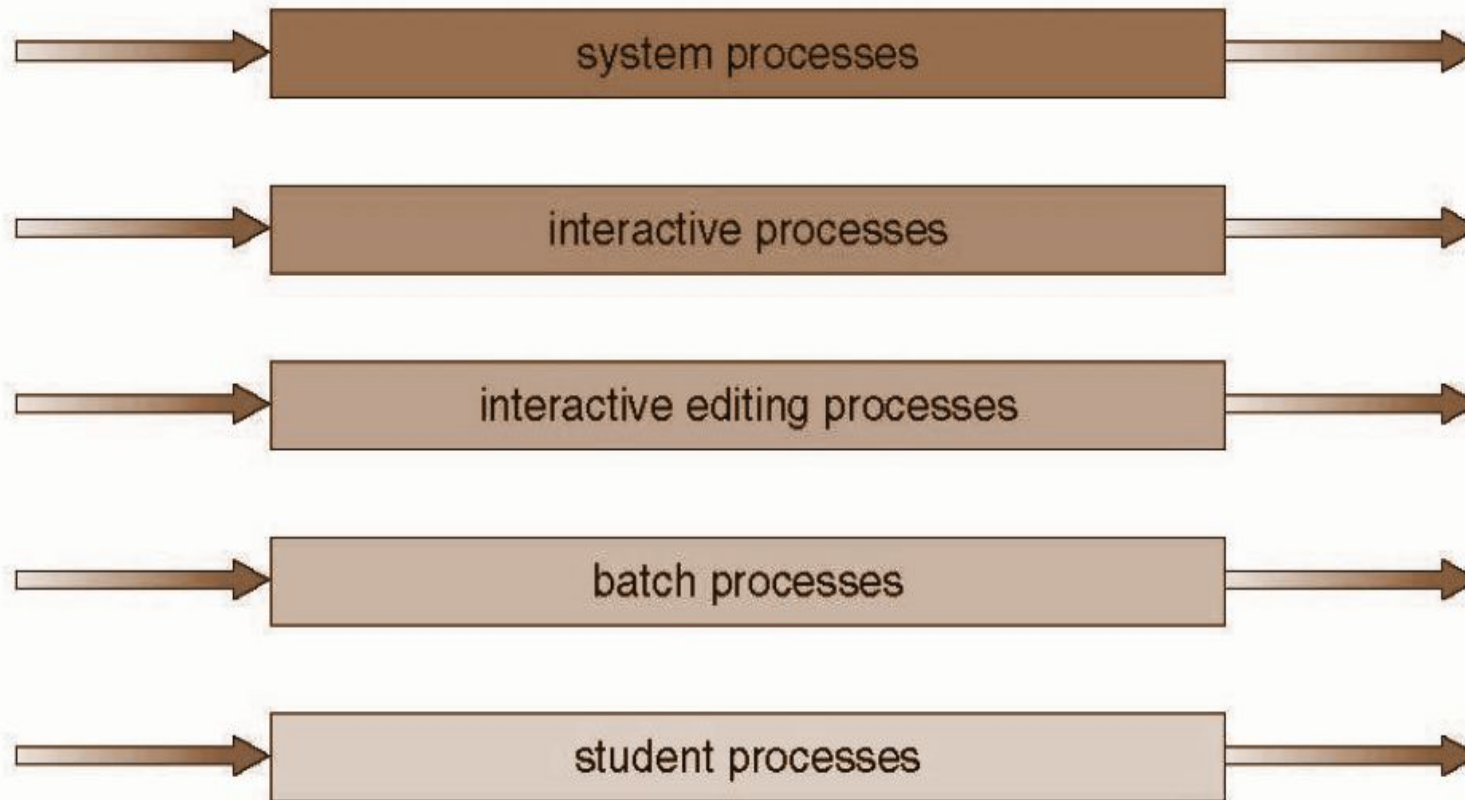 system processes
interactive processes
interactive editing processes
batch processes
student processes